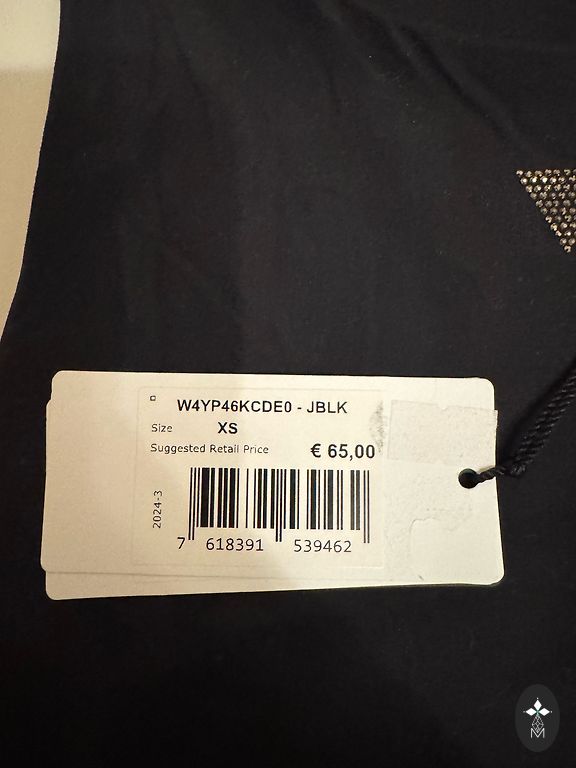 W4YP46KCDE0 - JBLK
Size XS
Suggested Retail Price € 65,00
2024-3
7 618391 539462
M